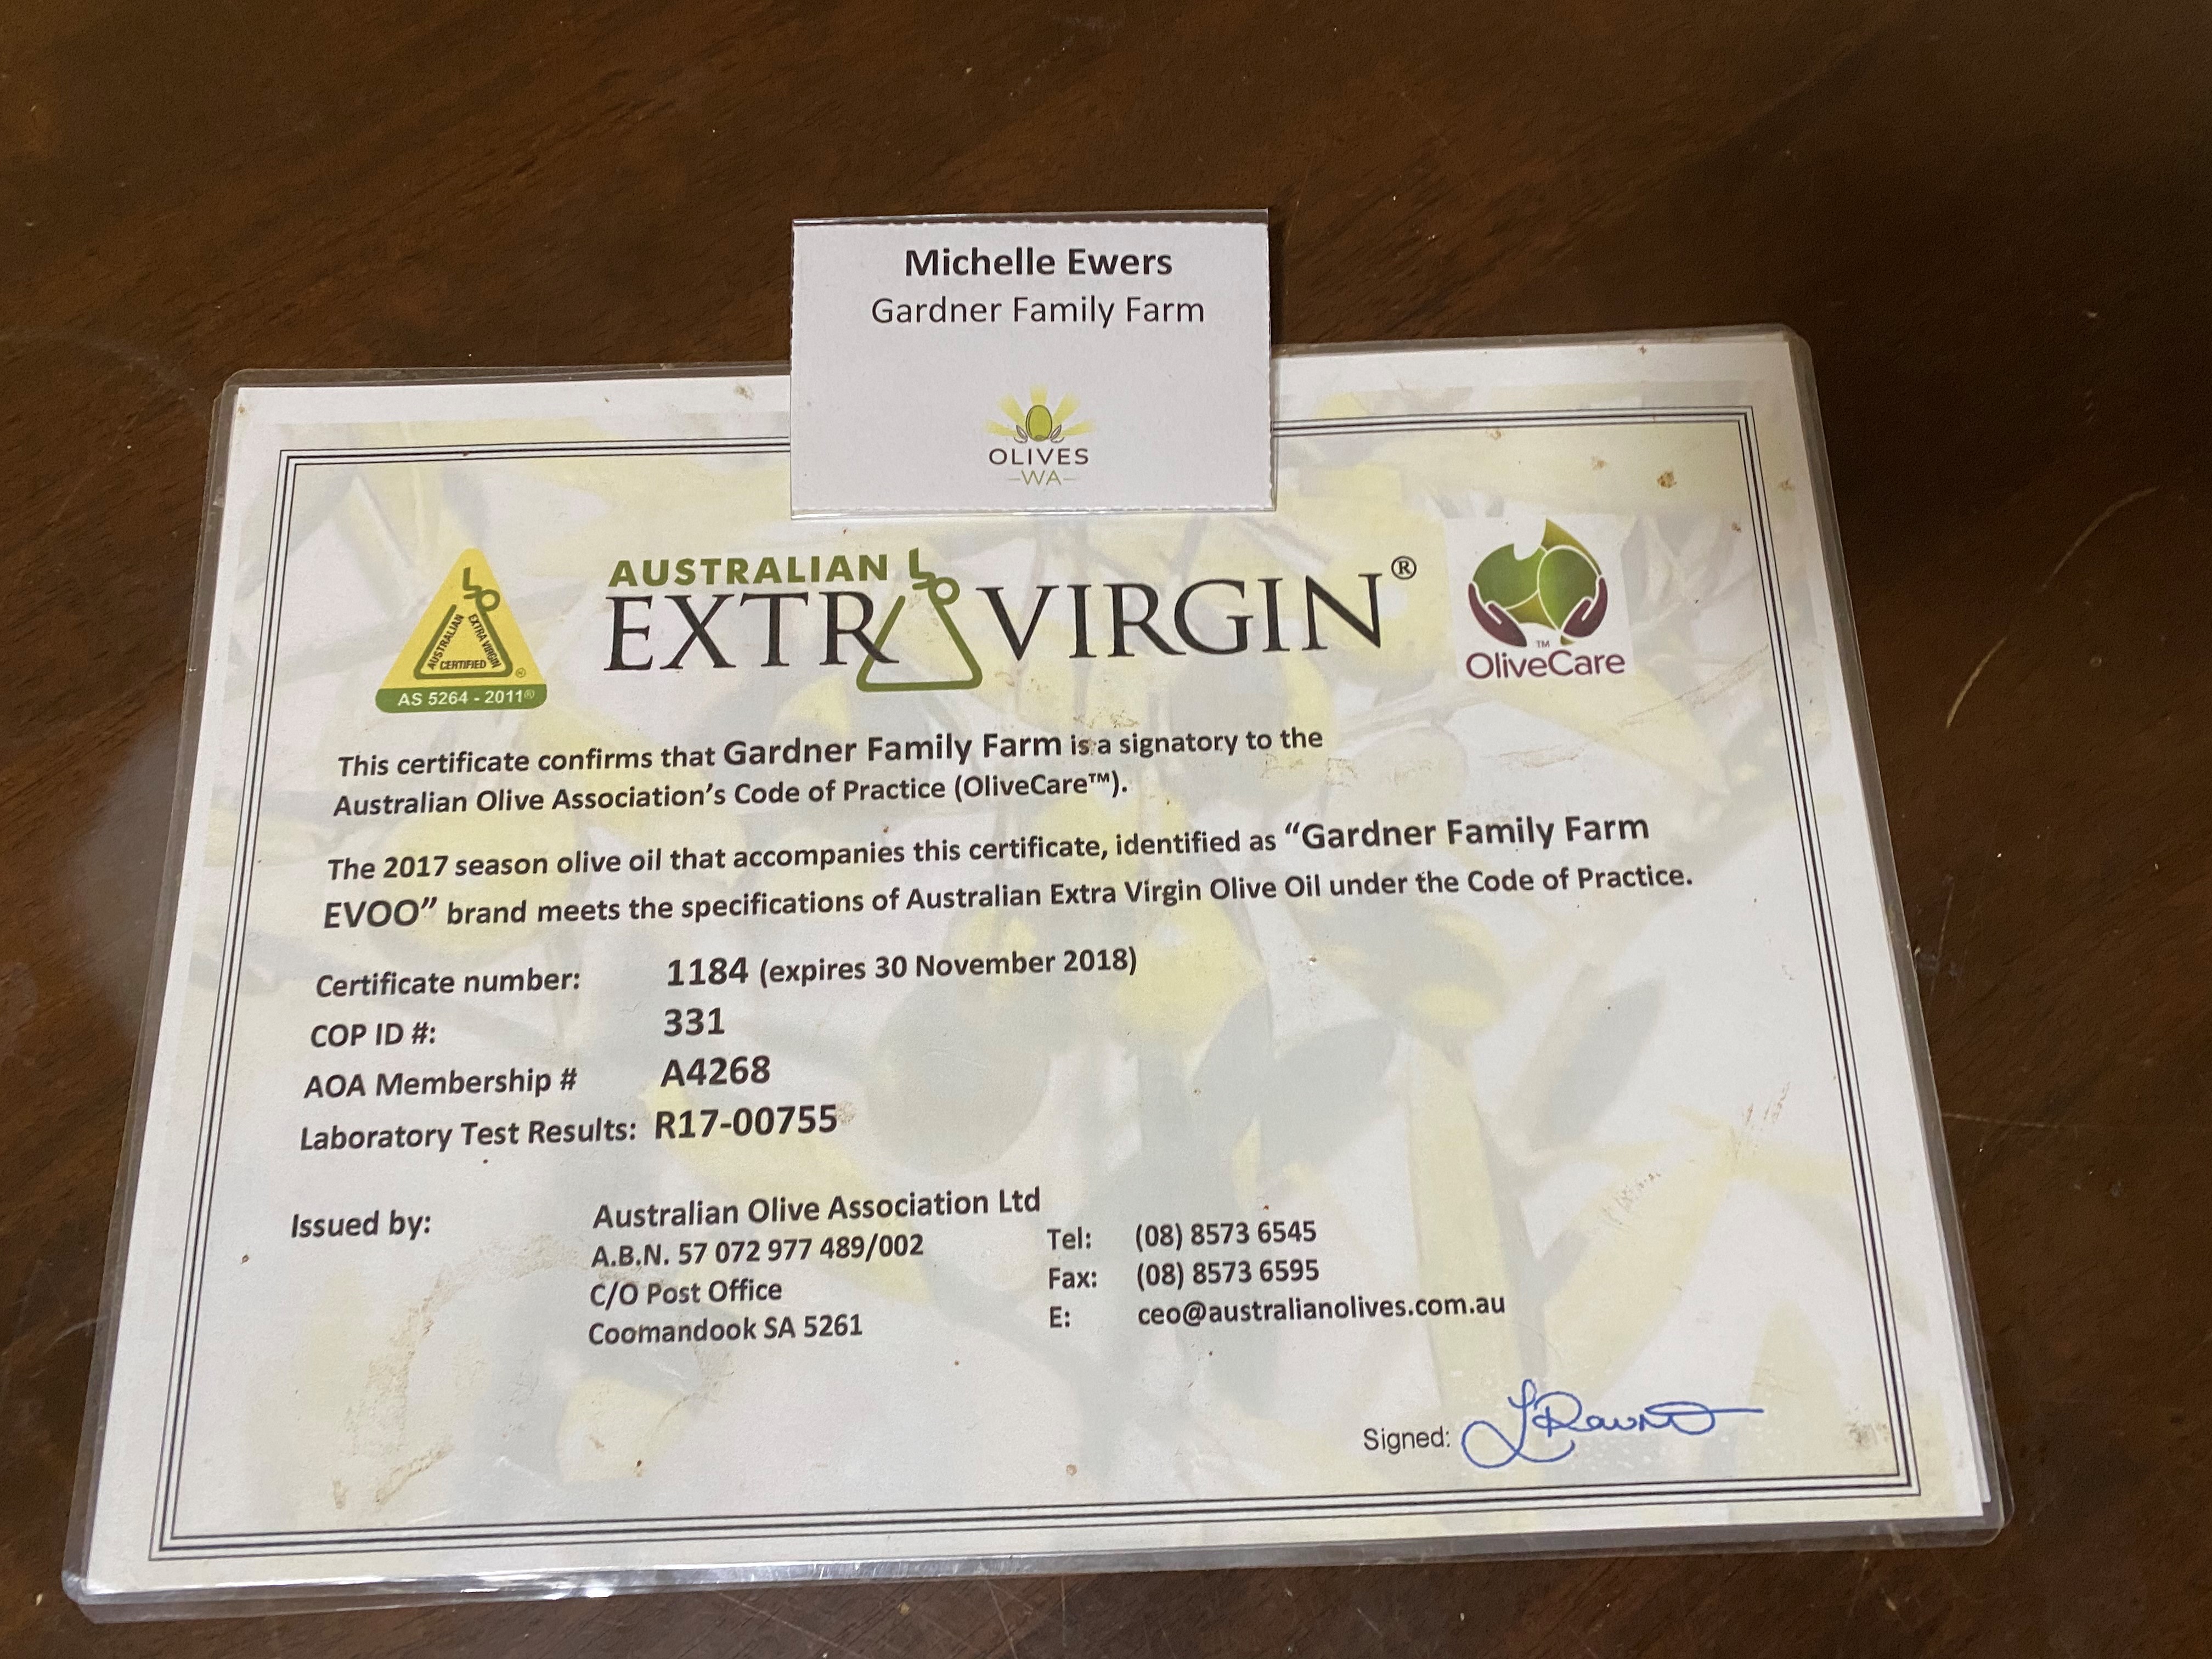 Michelle Ewers
Gardner Family Farm
OLIVES
-WA-
AUSTRALIAN
EXTRA VIRGIN®
AUSTRALIAN
EXTRA VIRGIN
CERTIFIED
®
AS 5264 - 2011®
TM
OliveCare
This certificate confirms that Gardner Family Farm is a signatory to the
Australian Olive Association's Code of Practice (OliveCare™).
The 2017 season olive oil that accompanies this certificate, identified as “Gardner Family Farm
EVOO” brand meets the specifications of Australian Extra Virgin Olive Oil under the Code of Practice.
Certificate number: 1184 (expires 30 November 2018)
COP ID #: 331
AOA Membership # A4268
Laboratory Test Results: R17-00755
Issued by: Australian Olive Association Ltd
A.B.N. 57 072 977 489/002
C/O Post Office
Coomandook SA 5261
Tel: (08) 8573 6545
Fax: (08) 8573 6595
E: ceo@australianolives.com.au
Signed: